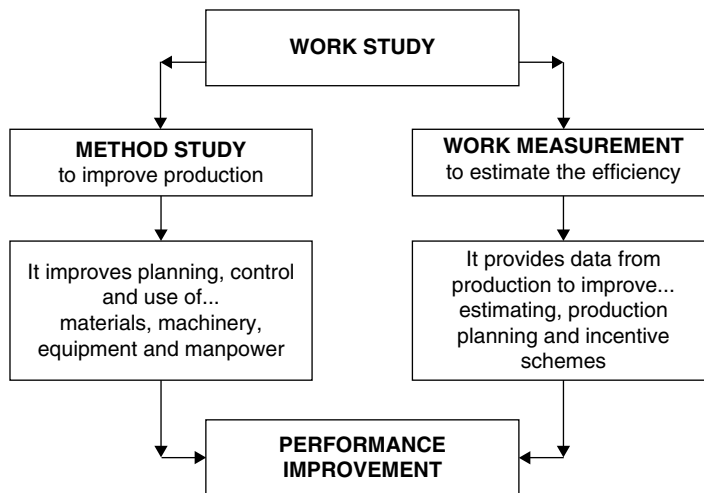 WORK STUDY
METHOD STUDY
to improve production
WORK MEASUREMENT
to estimate the efficiency
It improves planning, control
and use of...
materials, machinery,
equipment and manpower
It provides data from
production to improve...
estimating, production
planning and incentive
schemes
PERFORMANCE
IMPROVEMENT